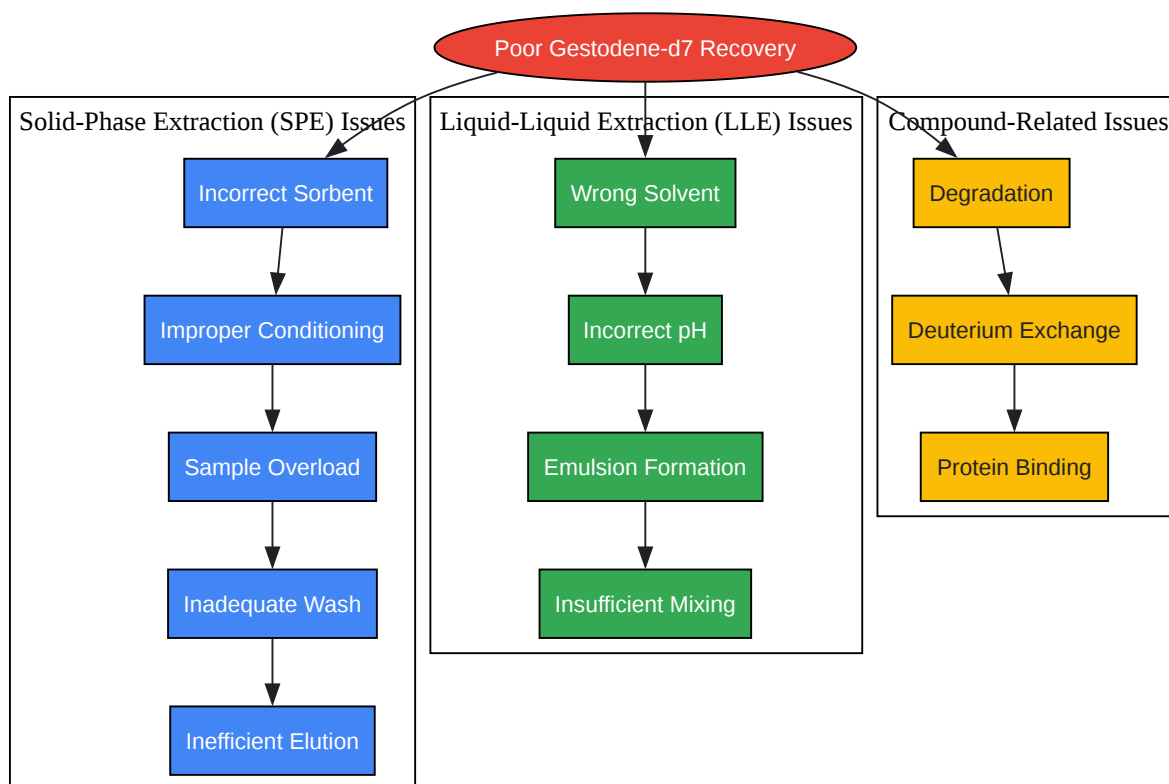 Poor Gestodene-d7 Recovery
Solid-Phase Extraction (SPE) Issues
Incorrect Sorbent
Improper Conditioning
Sample Overload
Inadequate Wash
Inefficient Elution
Liquid-Liquid Extraction (LLE) Issues
Wrong Solvent
Incorrect pH
Emulsion Formation
Insufficient Mixing
Compound-Related Issues
Degradation
Deuterium Exchange
Protein Binding